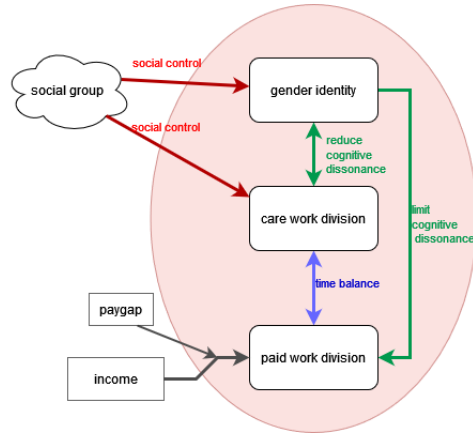 social control
social group
gender identity
social control
reduce
cognitive
dissonance
limit
cognitive
dissonance
care work division
time balance
paygap
paid work division
income